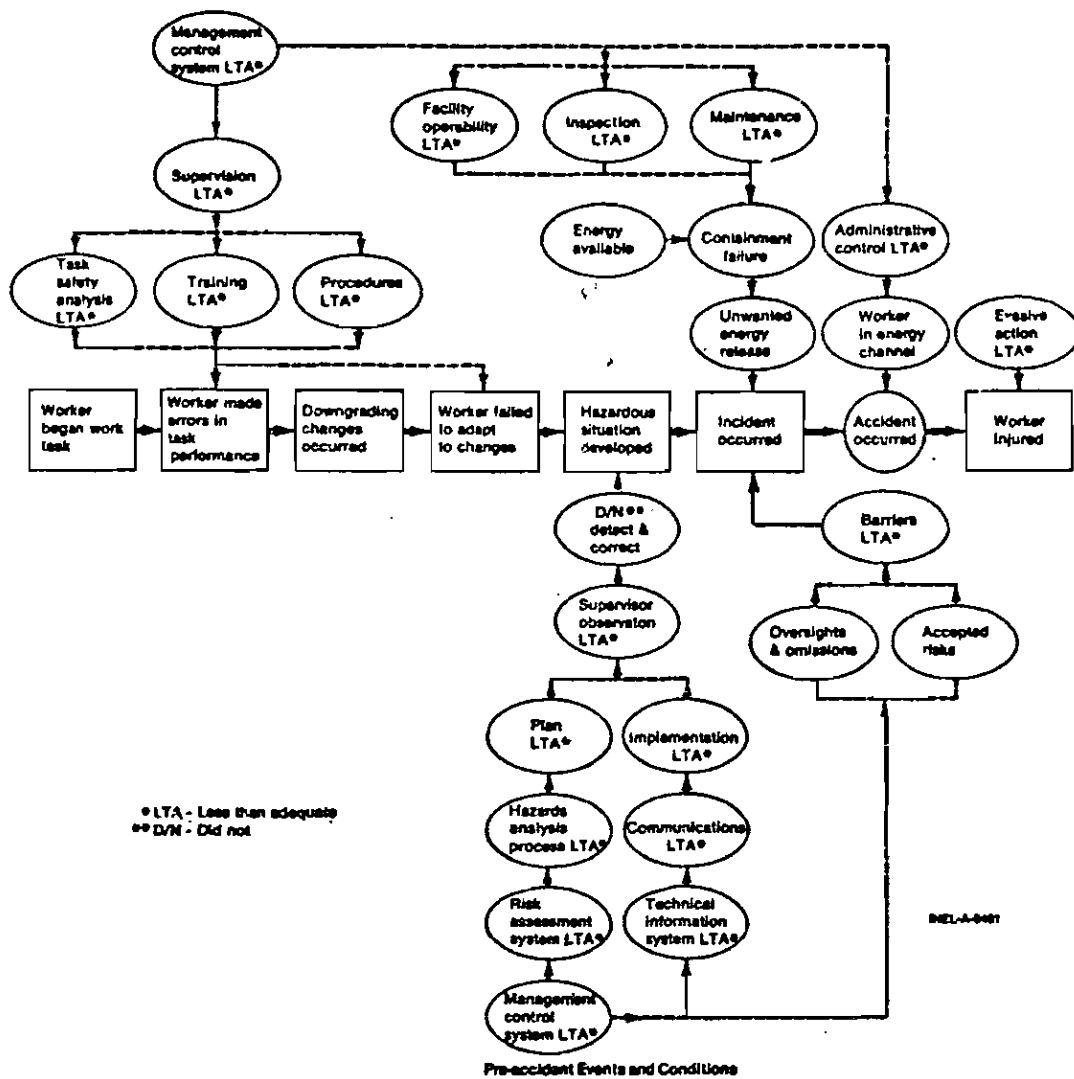 Management
control
system LTA*
Facility
operability
LTA*
Inspection
LTA*
Maintenance
LTA*
Supervision
LTA*
Energy
available
Containment
failure
Administrative
control LTA*
Task
safety
analysis
LTA*
Training
LTA*
Procedures
LTA*
Unwanted
energy
release
Worker
in energy
channel
Evasive
action
LTA*
Worker
began work
task
Worker made
errors in
task
performance
Downgrading
changes
occurred
Worker failed
to adapt
to changes
Hazardous
situation
developed
Incident
occurred
Accident
occurred
Worker
injured
D/N**
detect &
correct
Barriers
LTA*
Supervisor
observaton
LTA*
Oversights
& omissions
Accepted
risks
Plan
LTA*
Implementation
LTA*
* LTA - Less than adequate
** D/N - Did not
Hazards
analysis
process LTA*
Communications
LTA*
Risk
assessment
system LTA*
Technical
information
system LTA*
Management
control
system LTA*
Pre-accident Events and Conditions